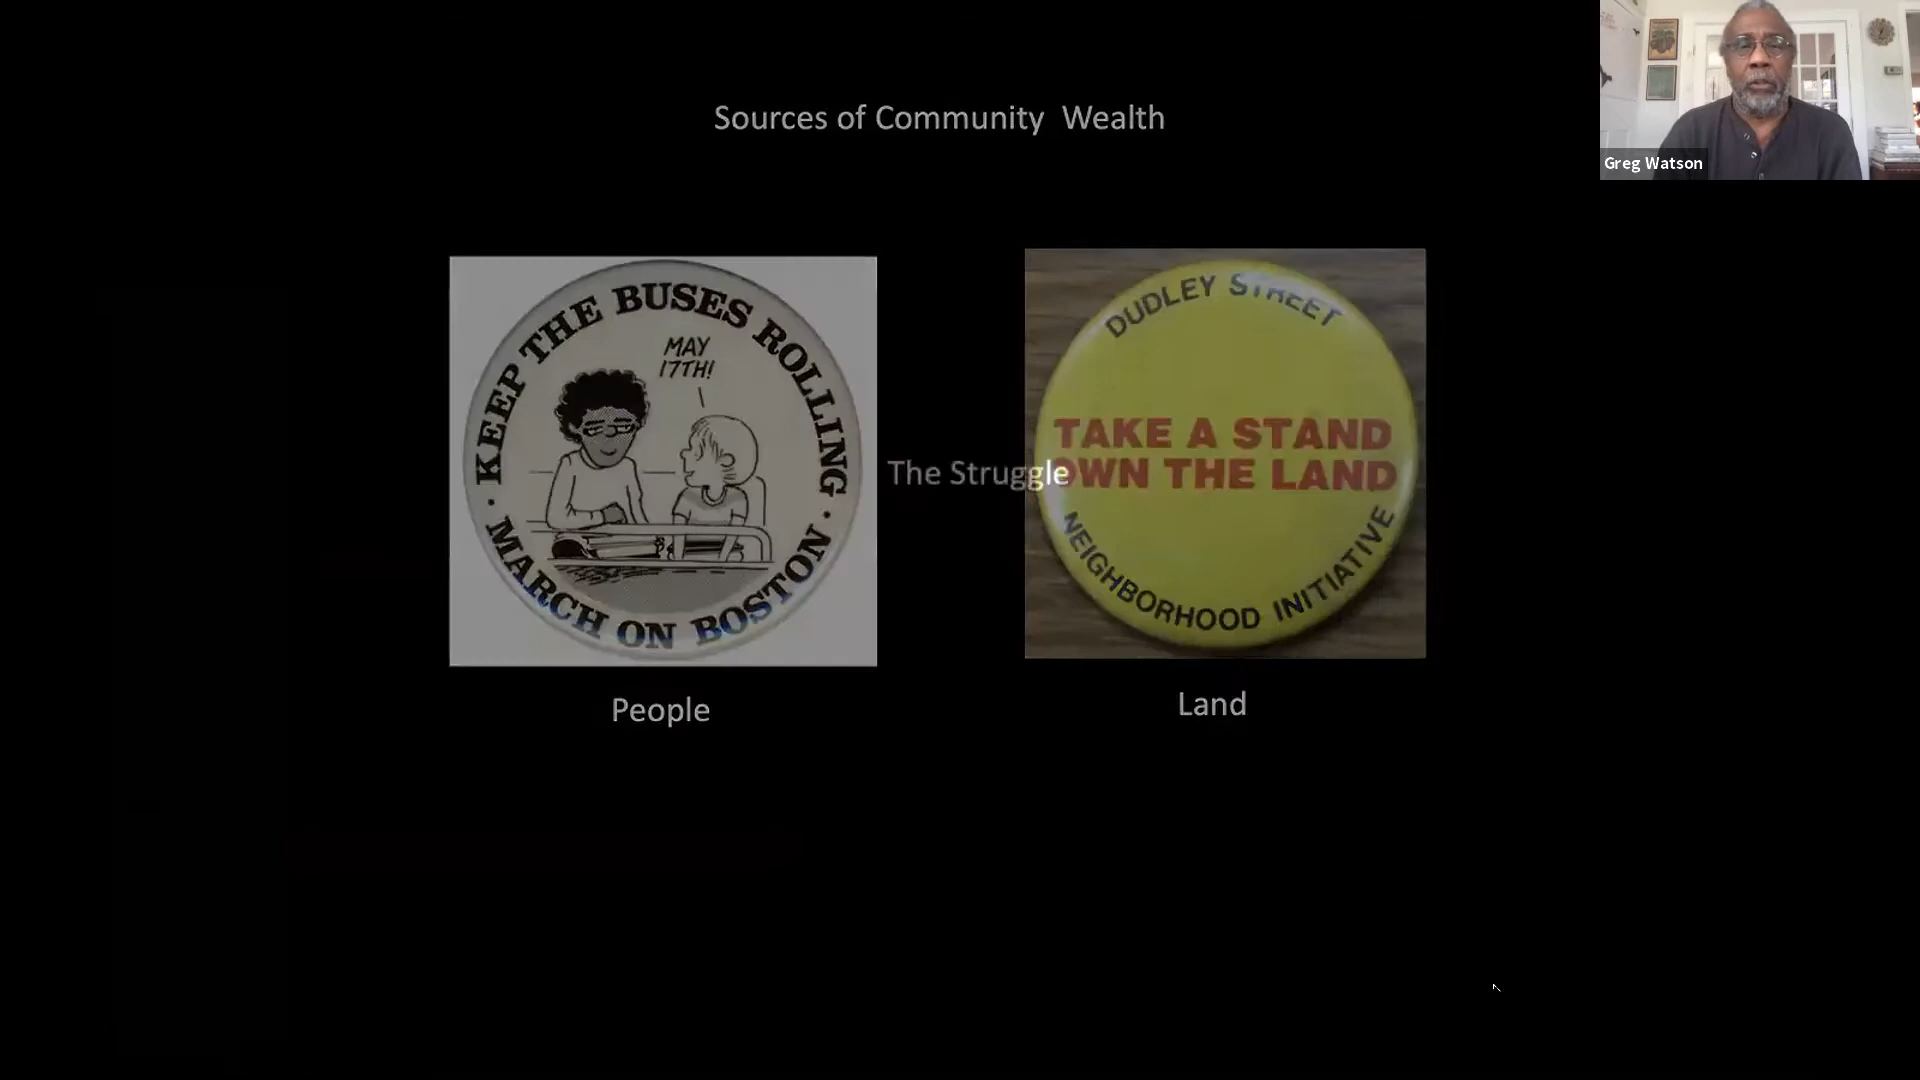 Sources of Community Wealth
Greg Watson
KEEP THE BUSES ROLLING
MAY
17TH!
· MARCH ON BOSTON ·
The Struggle
DUDLEY STREET
TAKE A STAND
OWN THE LAND
NEIGHBORHOOD INITIATIVE
People
Land